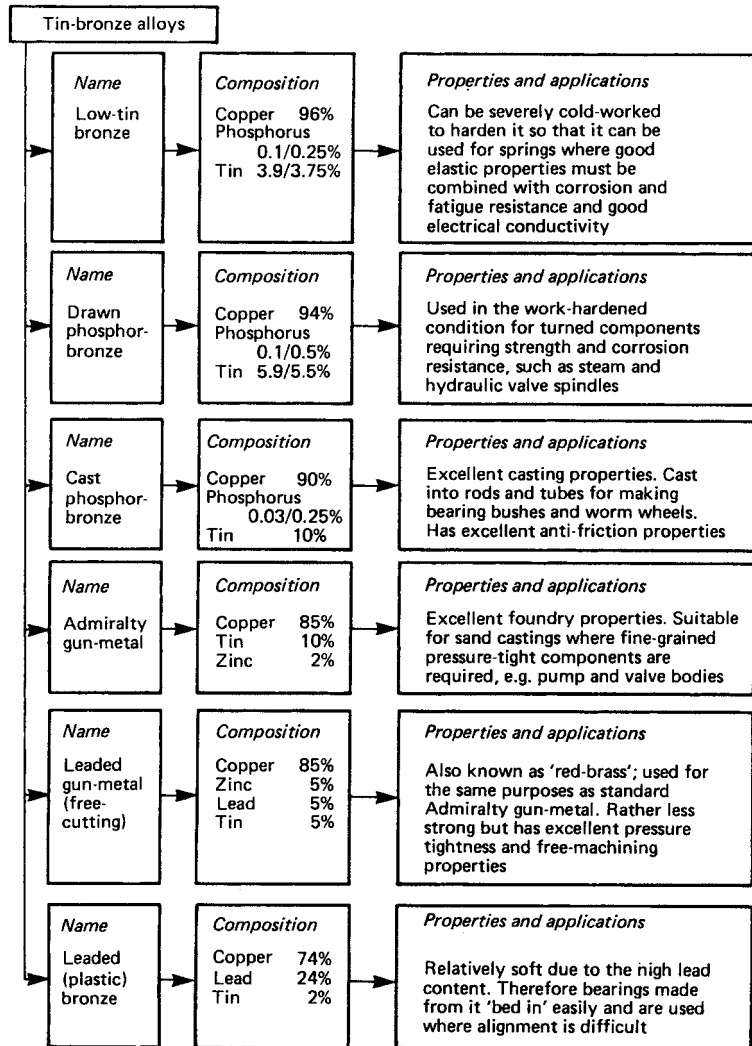 Tin-bronze alloys
Name
Low-tin
bronze
Composition
Copper 96%
Phosphorus
0.1/0.25%
Tin 3.9/3.75%
Properties and applications
Can be severely cold-worked
to harden it so that it can be
used for springs where good
elastic properties must be
combined with corrosion and
fatigue resistance and good
electrical conductivity
Name
Drawn
phosphor-
bronze
Composition
Copper 94%
Phosphorus
0.1/0.5%
Tin 5.9/5.5%
Properties and applications
Used in the work-hardened
condition for turned components
requiring strength and corrosion
resistance, such as steam and
hydraulic valve spindles
Name
Cast
phosphor-
bronze
Composition
Copper 90%
Phosphorus
0.03/0.25%
Tin 10%
Properties and applications
Excellent casting properties. Cast
into rods and tubes for making
bearing bushes and worm wheels.
Has excellent anti-friction properties
Name
Admiralty
gun-metal
Composition
Copper 85%
Tin 10%
Zinc 2%
Properties and applications
Excellent foundry properties. Suitable
for sand castings where fine-grained
pressure-tight components are
required, e.g. pump and valve bodies
Name
Leaded
gun-metal
(free-
cutting)
Composition
Copper 85%
Zinc 5%
Lead 5%
Tin 5%
Properties and applications
Also known as 'red-brass'; used for
the same purposes as standard
Admiralty gun-metal. Rather less
strong but has excellent pressure
tightness and free-machining
properties
Name
Leaded
(plastic)
bronze
Composition
Copper 74%
Lead 24%
Tin 2%
Properties and applications
Relatively soft due to the high lead
content. Therefore bearings made
from it 'bed in' easily and are used
where alignment is difficult